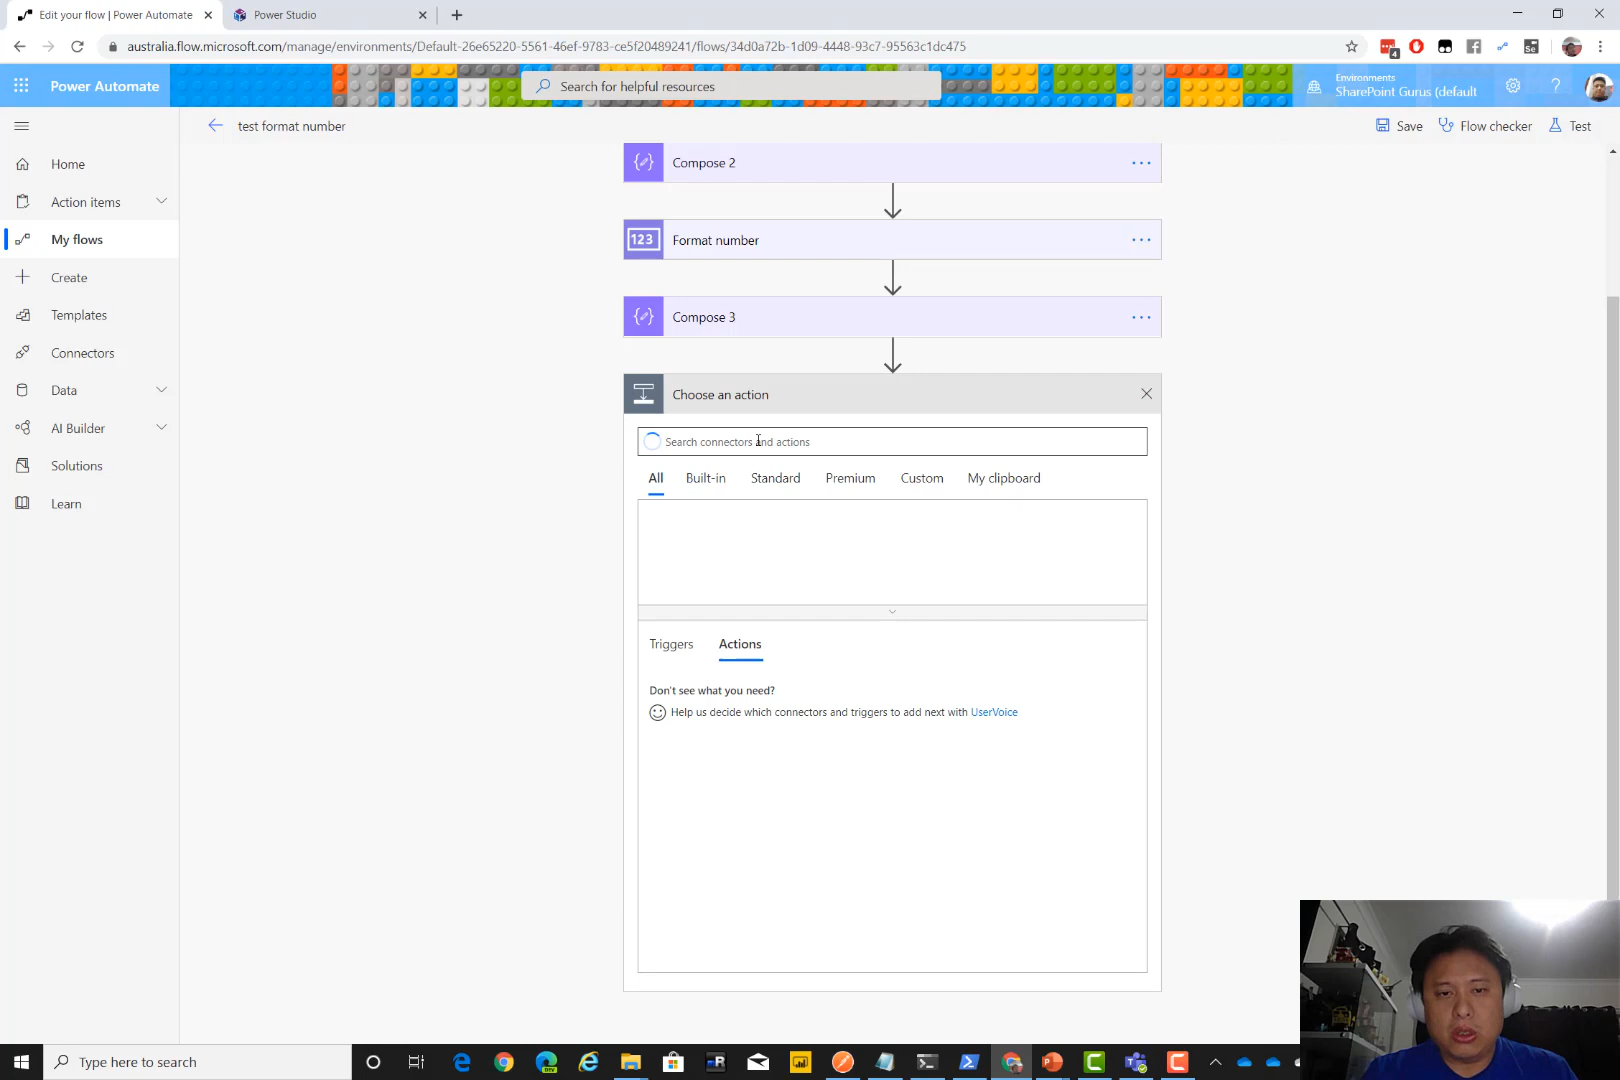 Edit your flow | Power Automate
Power Studio
australia.flow.microsoft.com/manage/environments/Default-26e65220-5561-46ef-9783-ce5f20489241/flows/34d0a72b-1d09-4448-93c7-95563c1dc475
4
Se
Power Automate
Search for helpful resources
Environments
SharePoint Gurus (default
?
test format number
Save
Flow checker
Test
Home
Action items
My flows
Create
Templates
Connectors
Data
AI Builder
Solutions
Learn
Compose 2
123
Format number
Compose 3
Choose an action
Search connectors and actions
All
Built-in
Standard
Premium
Custom
My clipboard
Triggers
Actions
Don't see what you need?
Help us decide which connectors and triggers to add next with UserVoice
Type here to search